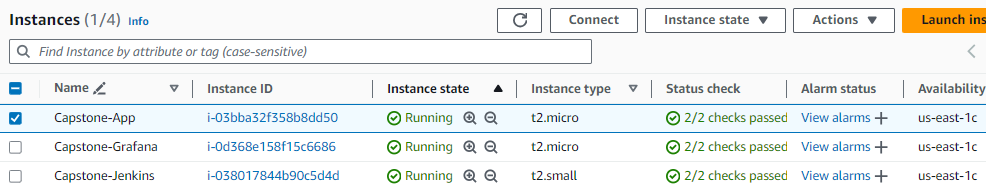 Instances (1/4) Info Connect Instance state Actions Launch ins
Find Instance by attribute or tag (case-sensitive)
Name Instance ID Instance state Instance type Status check Alarm status Availability
Capstone-App i-03bba32f358b8dd50 Running t2.micro 2/2 checks passed View alarms us-east-1c
Capstone-Grafana i-0d368e158f15c6686 Running t2.micro 2/2 checks passed View alarms us-east-1c
Capstone-Jenkins i-038017844b90c5d4d Running t2.small 2/2 checks passed View alarms us-east-1c